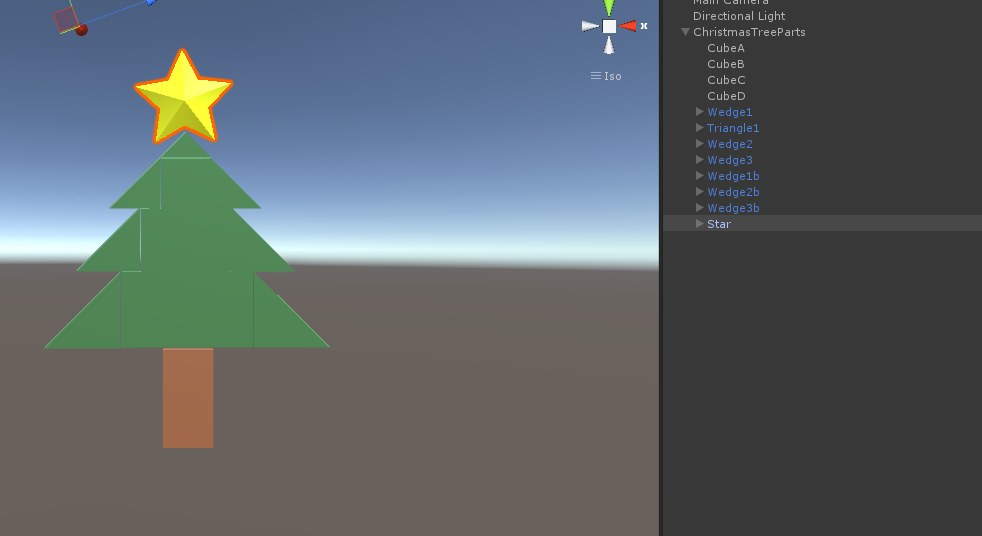 Main Camera
Directional Light
ChristmasTreeParts
CubeA
CubeB
CubeC
CubeD
Wedge1
Triangle1
Wedge2
Wedge3
Wedge1b
Wedge2b
Wedge3b
Star
x
Iso